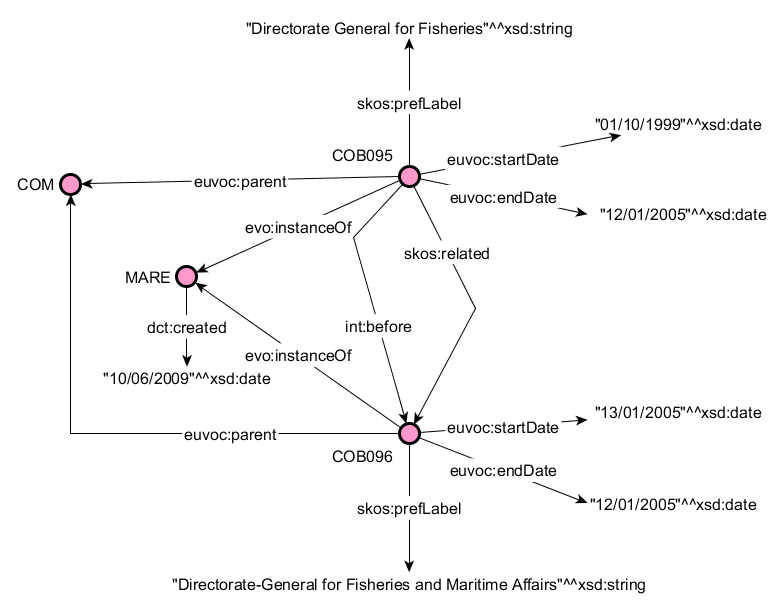 "Directorate General for Fisheries"^^xsd:string
skos:prefLabel
"01/10/1999"^^xsd:date
COB095
euvoc:startDate
COM
euvoc:parent
euvoc:endDate
"12/01/2005"^^xsd:date
evo:instanceOf
skos:related
MARE
dct:created
int:before
evo:instanceOf
"10/06/2009"^^xsd:date
"13/01/2005"^^xsd:date
euvoc:startDate
euvoc:parent
COB096
euvoc:endDate
"12/01/2005"^^xsd:date
skos:prefLabel
"Directorate-General for Fisheries and Maritime Affairs"^^xsd:string